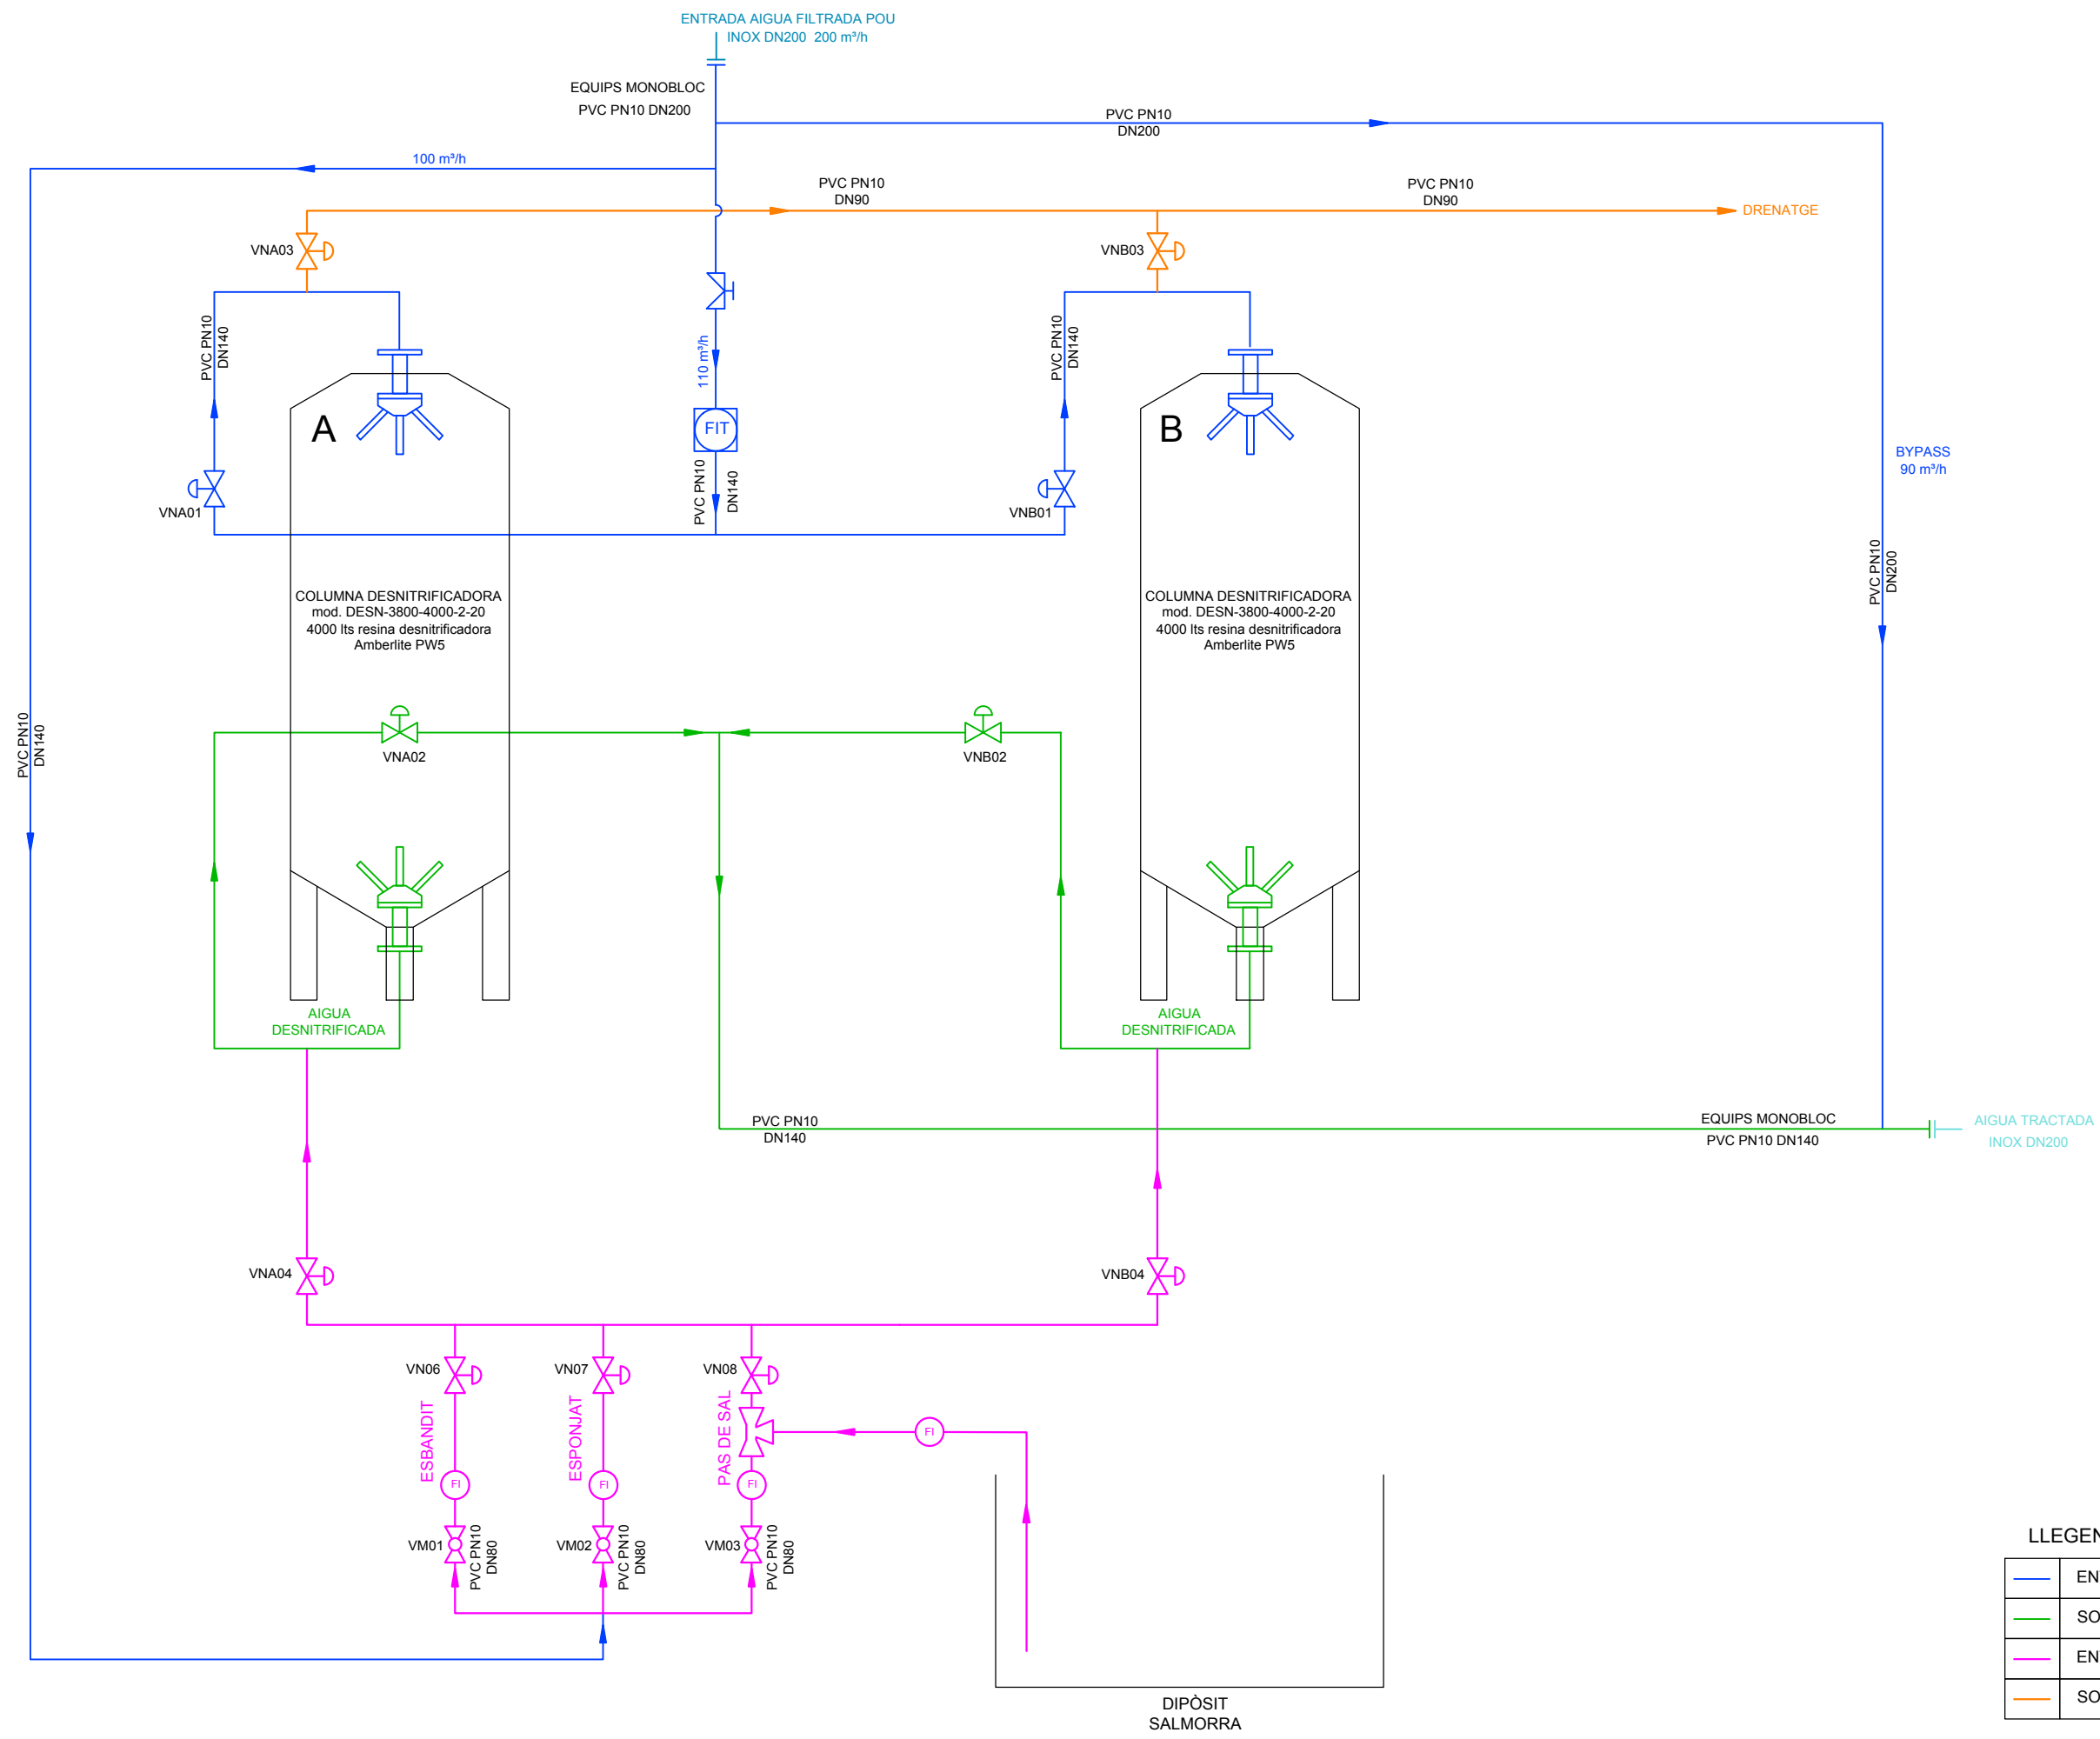 ENTRADA AIGUA FILTRADA POU
INOX DN200 200 m³/h
EQUIPS MONOBLOC
PVC PN10 DN200
PVC PN10
DN200
100 m³/h
PVC PN10
DN90
PVC PN10
DN90
DRENATGE
VNA03
VNB03
PVC PN10
DN140
110 m³/h
PVC PN10
DN140
A
FIT
B
BYPASS
90 m³/h
PVC PN10
DN140
VNA01
VNB01
PVC PN10
DN200
COLUMNA DESNITRIFICADORA
mod. DESN-3800-4000-2-20
4000 lts resina desnitrificadora
Amberlite PW5
COLUMNA DESNITRIFICADORA
mod. DESN-3800-4000-2-20
4000 lts resina desnitrificadora
Amberlite PW5
PVC PN10
DN140
VNA02
VNB02
AIGUA
DESNITRIFICADA
AIGUA
DESNITRIFICADA
PVC PN10
DN140
EQUIPS MONOBLOC
PVC PN10 DN140
AIGUA TRACTADA
INOX DN200
VNA04
VNB04
VN06
VN07
VN08
ESBANDIT
ESPONJAT
PAS DE SAL
FI
FI
FI
FI
VM01
PVC PN10
DN80
VM02
PVC PN10
DN80
VM03
PVC PN10
DN80
DIPÒSIT
SALMORRA
LLEGEN
EN
SO
EN
SO